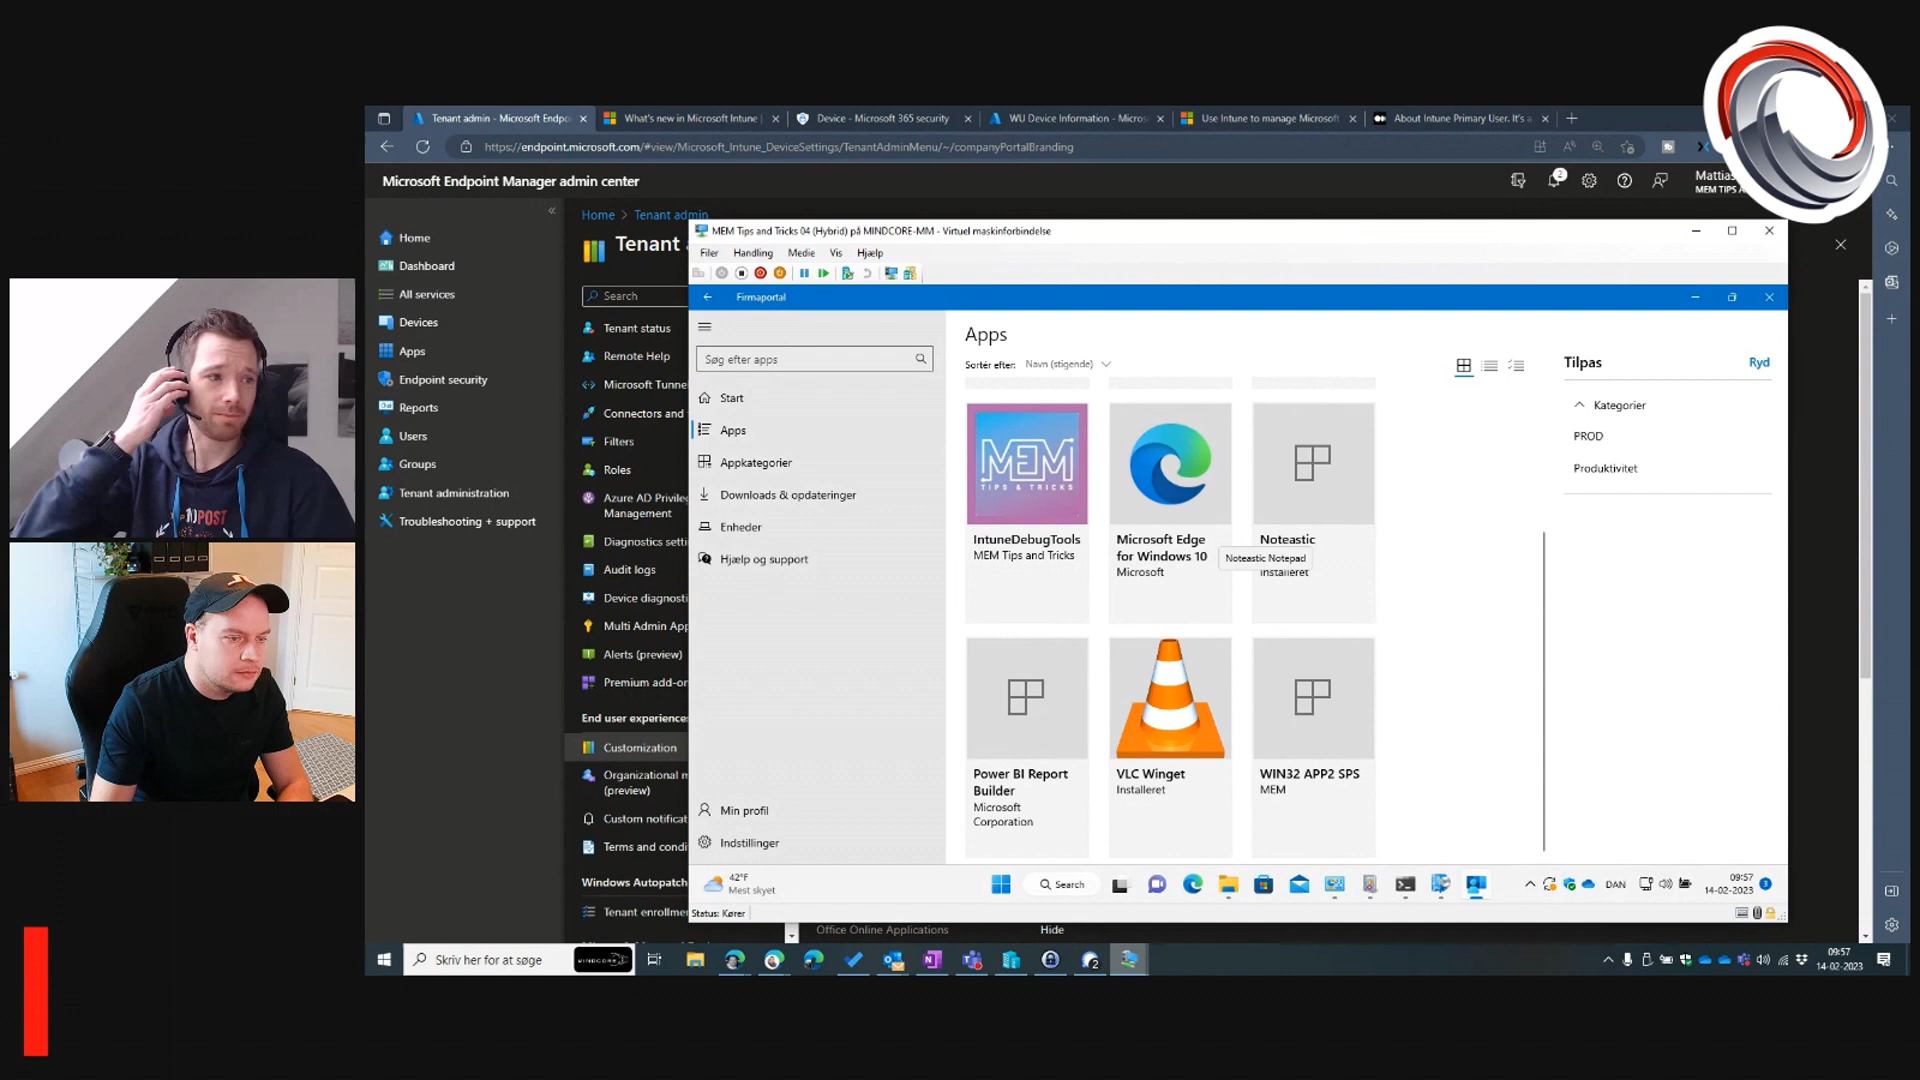 Tenant admin - Microsoft Endpo
What's new in Microsoft Intune |
Device - Microsoft 365 security
WU Device Information - Micros
Use Intune to manage Microsoft
About Intune Primary User. It's a
https://endpoint.microsoft.com/#view/Microsoft_Intune_DeviceSettings/TenantAdminMenu/~/companyPortalBranding
Microsoft Endpoint Manager admin center
2
Mattias
MEM TIPS A
Home > Tenant admin
Tenant
Search
Home
Dashboard
All services
Devices
Apps
Endpoint security
Reports
Users
Groups
Tenant administration
Troubleshooting + support
Tenant status
Remote Help
Microsoft Tunne
Connectors and
Filters
Roles
Azure AD Privile
Management
Diagnostics setti
Audit logs
Device diagnosti
Multi Admin App
Alerts (preview)
Premium add-or
End user experience
Customization
Organizational m
(preview)
Custom notificat
Terms and condi
Windows Autopatch
Tenant enrollme
MEM Tips and Tricks 04 (Hybrid) på MINDCORE-MM - Virtuel maskinforbindelse
Filer Handling Medie Vis Hjælp
Firmaportal
Søg efter apps
Start
Apps
Appkategorier
Downloads & opdateringer
Enheder
Hjælp og support
Min profil
Indstillinger
Apps
Sortér efter: Navn (stigende)
MEM
TIPS & TRICKS
IntuneDebugTools
MEM Tips and Tricks
Microsoft Edge
for Windows 10
Microsoft
Noteastic
Noteastic Notepad
Installeret
Power BI Report
Builder
Microsoft
Corporation
VLC Winget
Installeret
WIN32 APP2 SPS
MEM
Tilpas
Ryd
Kategorier
PROD
Produktivitet
42°F
Mest skyet
Search
DAN
09:57
14-02-2023
3
Status: Kører
Office Online Applications
Hide
Skriv her for at søge
MINDCORE
2
09:57
14-02-2023